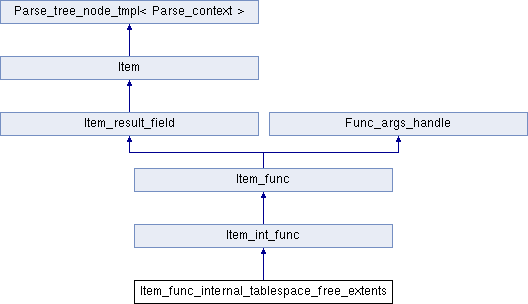 Parse_tree_node_tmpl< Parse_context >
Item
Item_result_field
Func_args_handle
Item_func
Item_int_func
Item_func_internal_tablespace_free_extents